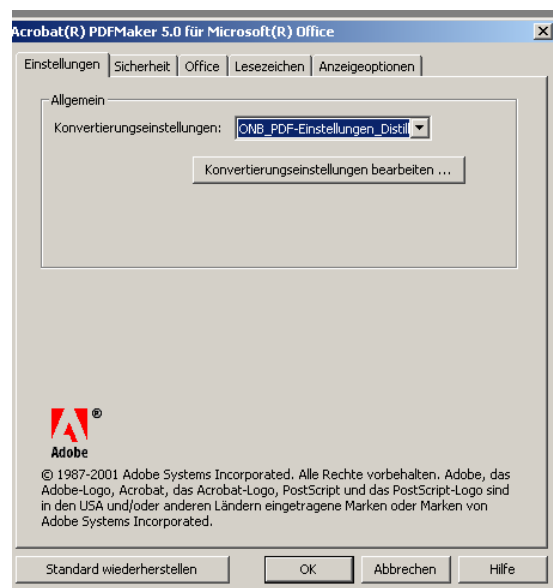 Acrobat(R) PDFMaker 5.0 für Microsoft(R) Office
Einstellungen Sicherheit Office Lesezeichen Anzeigeoptionen
Allgemein
Konvertierungseinstellungen: ONB_PDF-Einstellungen_Distill
Konvertierungseinstellungen bearbeiten ...
®
Adobe
© 1987-2001 Adobe Systems Incorporated. Alle Rechte vorbehalten. Adobe, das
Adobe-Logo, Acrobat, das Acrobat-Logo, PostScript und das PostScript-Logo sind
in den USA und/oder anderen Ländern eingetragene Marken oder Marken von
Adobe Systems Incorporated.
Standard wiederherstellen OK Abbrechen Hilfe